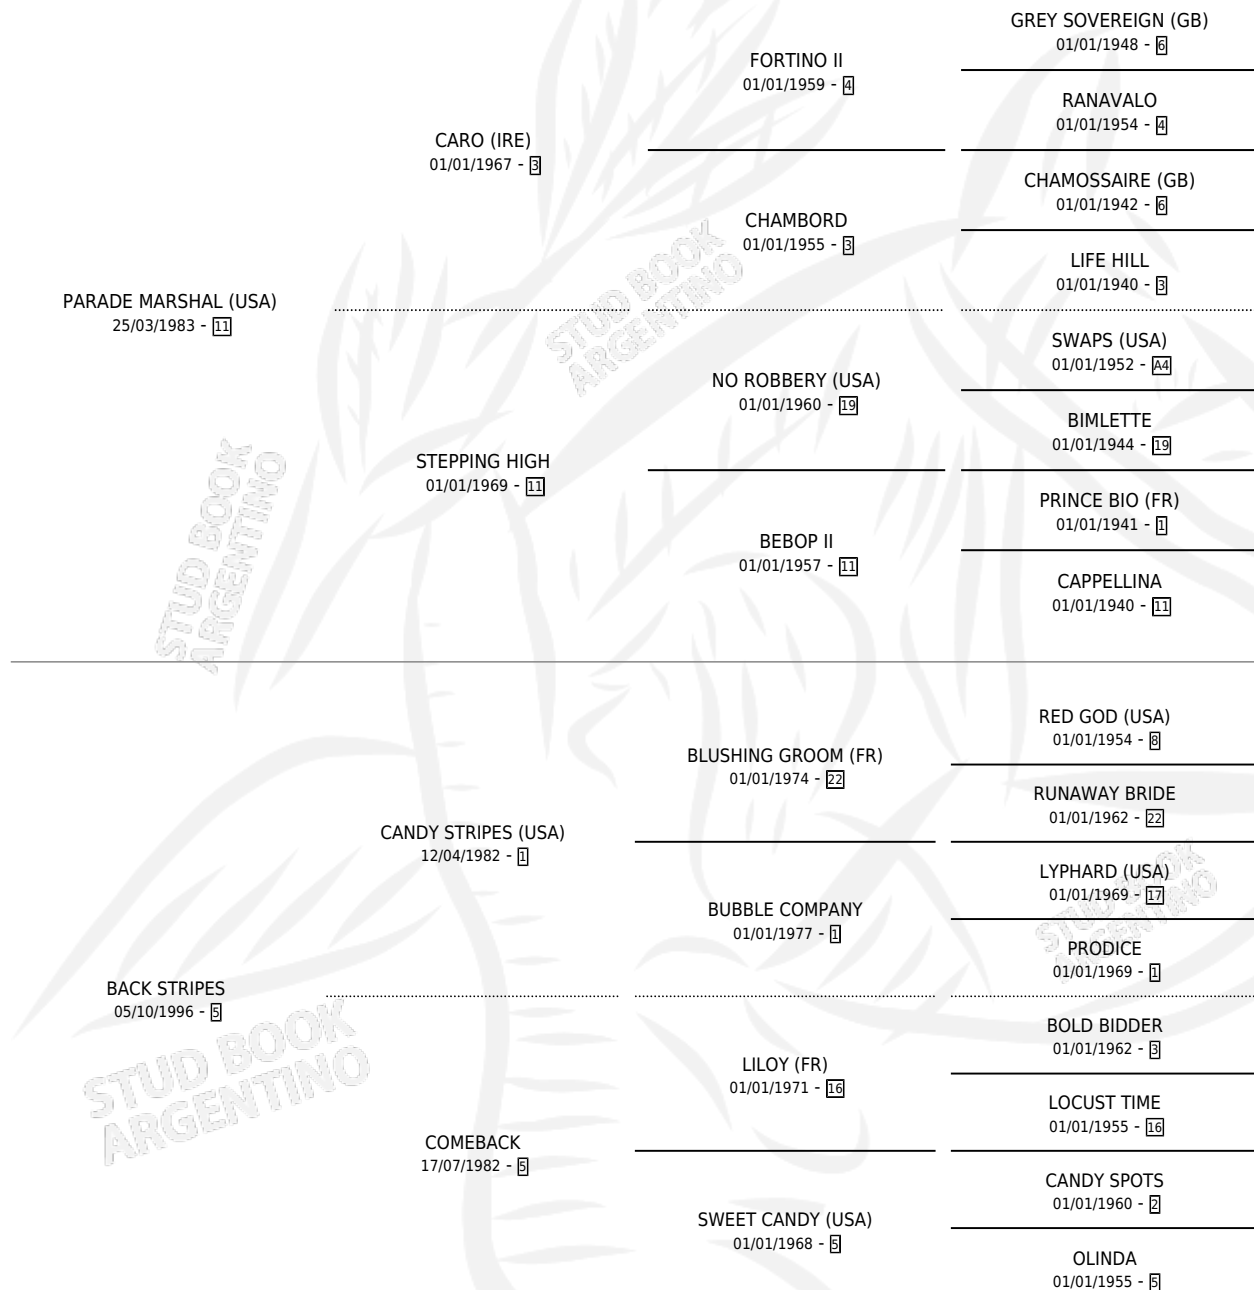 GREY SOVEREIGN (GB)
01/01/1948 - 6
FORTINO II
01/01/1959 - 4
RANAVALO
01/01/1954 - 4
CARO (IRE)
01/01/1967 - 3
CHAMOSSAIRE (GB)
01/01/1942 - 6
CHAMBORD
01/01/1955 - 3
LIFE HILL
01/01/1940 - 3
PARADE MARSHAL (USA)
25/03/1983 - 11
SWAPS (USA)
01/01/1952 - A4
NO ROBBERY (USA)
01/01/1960 - 19
BIMLETTE
01/01/1944 - 19
STEPPING HIGH
01/01/1969 - 11
PRINCE BIO (FR)
01/01/1941 - 1
BEBOP II
01/01/1957 - 11
CAPPELLINA
01/01/1940 - 11
RED GOD (USA)
01/01/1954 - 8
BLUSHING GROOM (FR)
01/01/1974 - 22
RUNAWAY BRIDE
01/01/1962 - 22
CANDY STRIPES (USA)
12/04/1982 - 1
LYPHARD (USA)
01/01/1969 - 17
BUBBLE COMPANY
01/01/1977 - 1
PRODICE
01/01/1969 - 1
BACK STRIPES
05/10/1996 - 5
BOLD BIDDER
01/01/1962 - 3
LILOY (FR)
01/01/1971 - 16
LOCUST TIME
01/01/1955 - 16
COMEBACK
17/07/1982 - 5
CANDY SPOTS
01/01/1960 - 2
SWEET CANDY (USA)
01/01/1968 - 5
OLINDA
01/01/1955 - 5
STUD BOOK
ARGENTINO
STUD BOOK
ARGENTINO
STUD BOOK
ARGENTINO
STUD BOOK
ARGENTINO